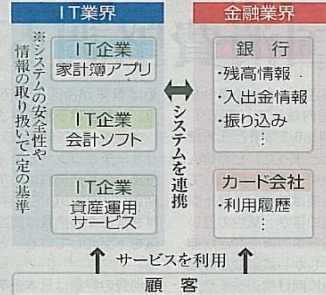 IT業界
※システムの安全性や
情報の取り扱いで一定の基準
IT企業
家計簿アプリ
IT企業
会計ソフト
IT企業
資産運用
サービス
システムを連携
金融業界
銀行
・残高情報
・入出金情報
・振り込み
⋮
カード会社
・利用履歴
⋮
サービスを利用
顧客